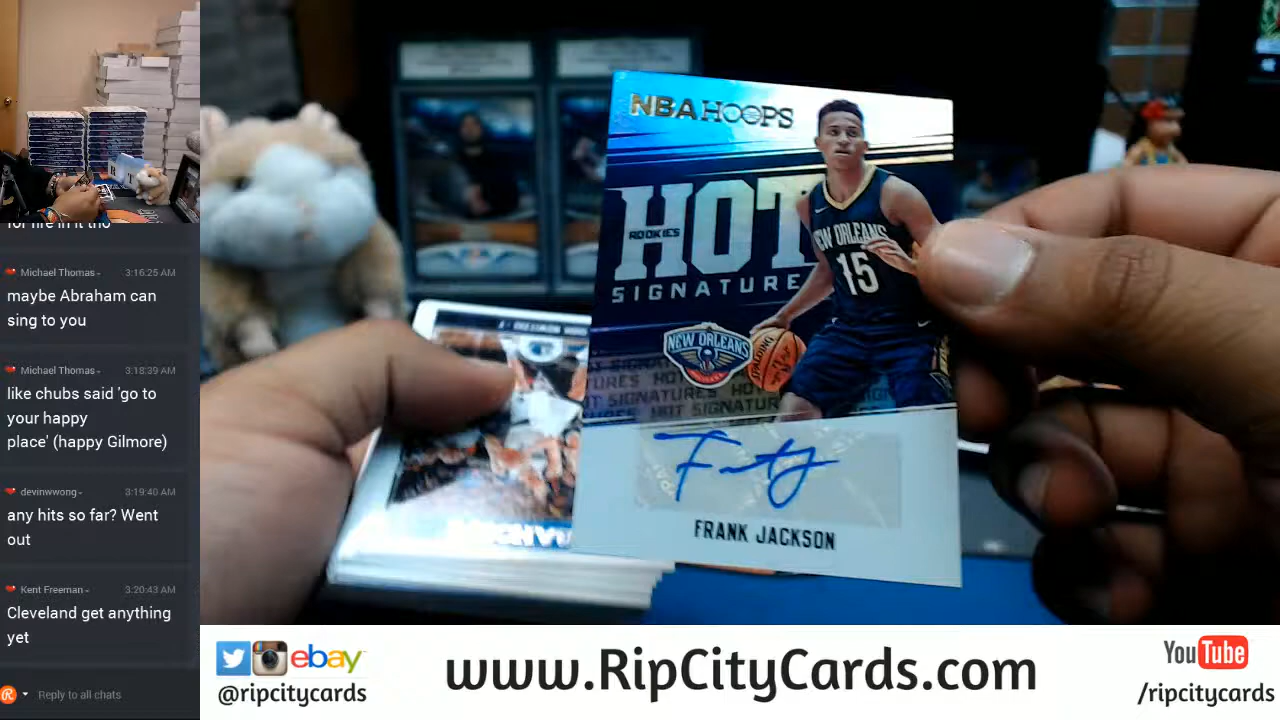 for fire in it tho
Michael Thomas 3:16:25 AM
maybe Abraham can
sing to you
Michael Thomas 3:18:39 AM
like chubs said 'go to
your happy
place' (happy Gilmore)
devinwwong 3:19:40 AM
any hits so far? Went
out
Kent Freeman 3:20:43 AM
Cleveland get anything
yet
Reply to all chats
NBA HOOPS
HOT
ROOKIES
SIGNATURES
NEW ORLEANS
15
NEW ORLEANS
SPALDING
HOT SIGNATURES
FRANK JACKSON
ebay
@ripcitycards
www.RipCityCards.com
YouTube
/ripcitycards